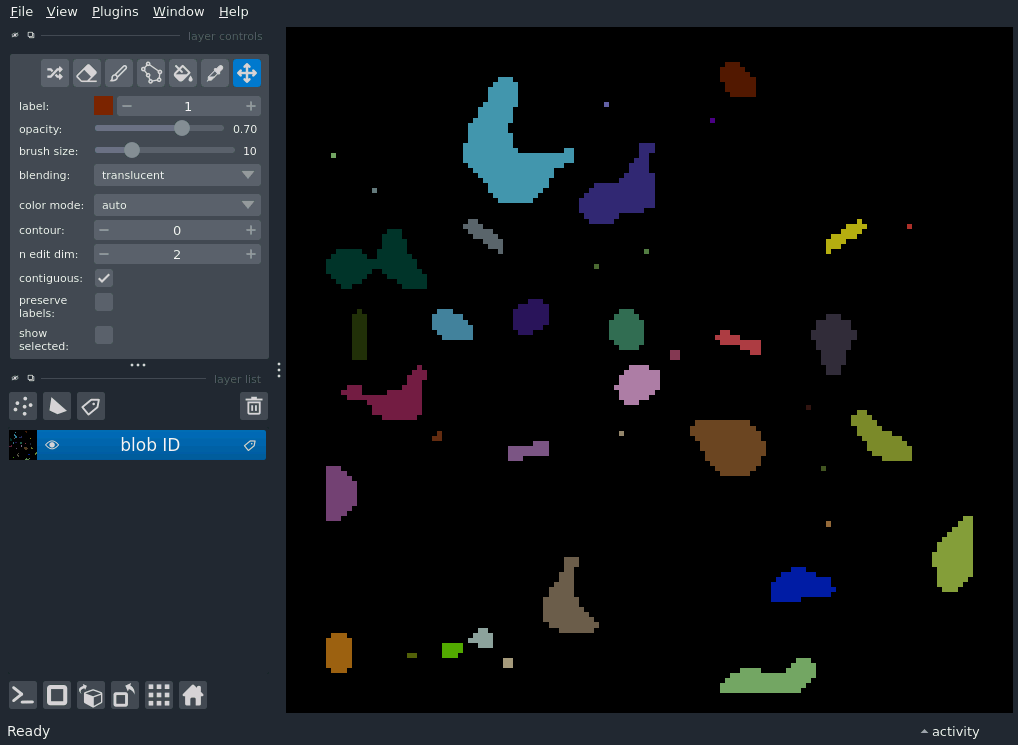 File View Plugins Window Help
layer controls
label: 1
opacity: 0.70
brush size: 10
blending: translucent
color mode: auto
contour: 0
n edit dim: 2
contiguous:
preserve
labels:
show
selected:
layer list
blob ID
Ready
activity